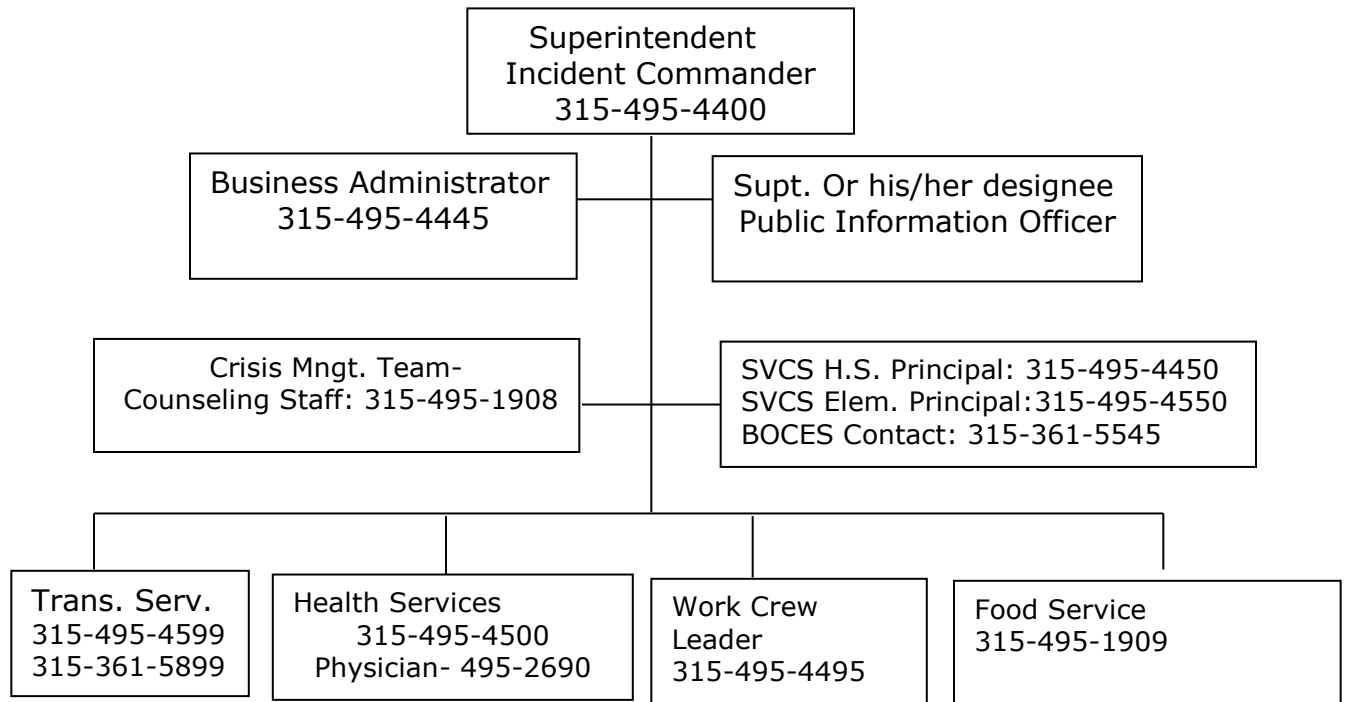 Superintendent
Incident Commander
315-495-4400
Business Administrator
315-495-4445
Supt. Or his/her designee
Public Information Officer
Crisis Mngt. Team-
Counseling Staff: 315-495-1908
SVCS H.S. Principal: 315-495-4450
SVCS Elem. Principal:315-495-4550
BOCES Contact: 315-361-5545
Trans. Serv.
315-495-4599
315-361-5899
Health Services
315-495-4500
Physician- 495-2690
Work Crew
Leader
315-495-4495
Food Service
315-495-1909